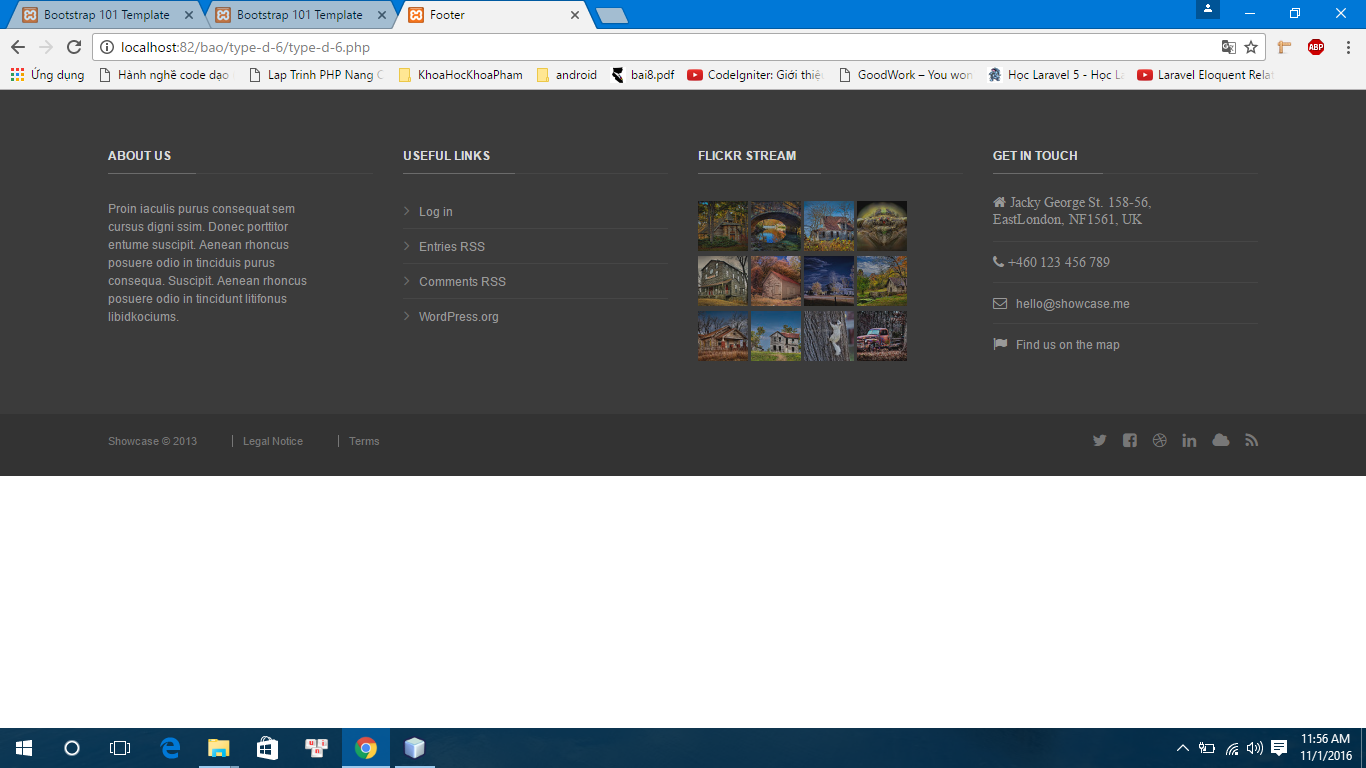 Bootstrap 101 Template
Bootstrap 101 Template
Footer
localhost:82/bao/type-d-6/type-d-6.php
ABP
Ứng dụng
Hành nghề code dạo
Lap Trinh PHP Nang C
KhoaHocKhoaPham
android
bai8.pdf
CodeIgniter: Giới thiệu
GoodWork – You won
Học Laravel 5 - Học L
Laravel Eloquent Relat
ABOUT US
Proin iaculis purus consequat sem
cursus digni ssim. Donec porttitor
entume suscipit. Aenean rhoncus
posuere odio in tinciduis purus
consequa. Suscipit. Aenean rhoncus
posuere odio in tincidunt litifonus
libidkociums.
USEFUL LINKS
Log in
Entries RSS
Comments RSS
WordPress.org
FLICKR STREAM
GET IN TOUCH
Jacky George St. 158-56,
EastLondon, NF1561, UK
+460 123 456 789
hello@showcase.me
Find us on the map
Showcase © 2013
Legal Notice
Terms
11:56 AM
11/1/2016